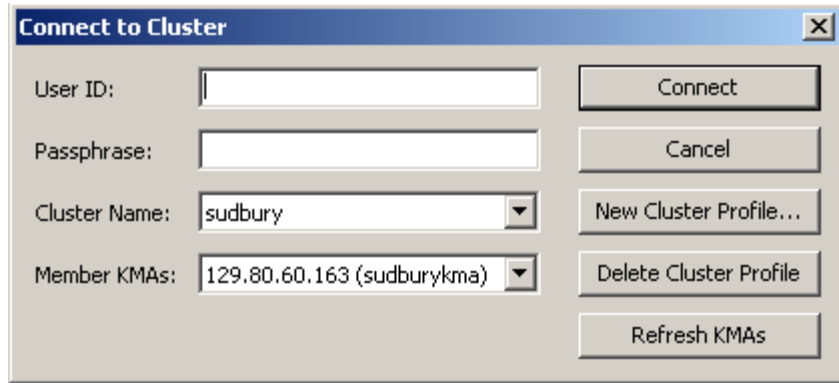 Connect to Cluster
User ID:
Connect
Passphrase:
Cancel
Cluster Name: sudbury
New Cluster Profile...
Member KMAs: 129.80.60.163 (sudburykma)
Delete Cluster Profile
Refresh KMAs